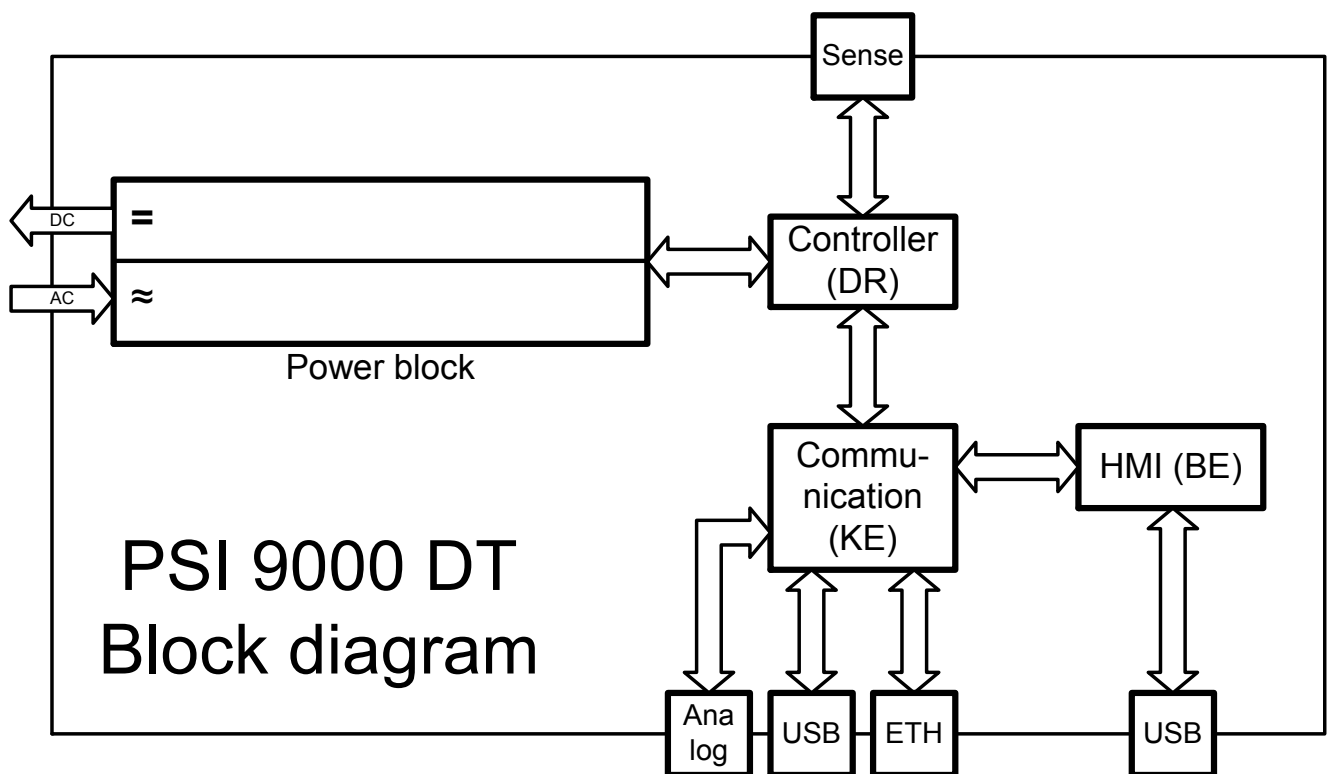 Sense
DC
=
Controller
(DR)
AC
≈
Power block
Commu-
nication
(KE)
HMI (BE)
PSI 9000 DT
Block diagram
Ana
log
USB
ETH
USB